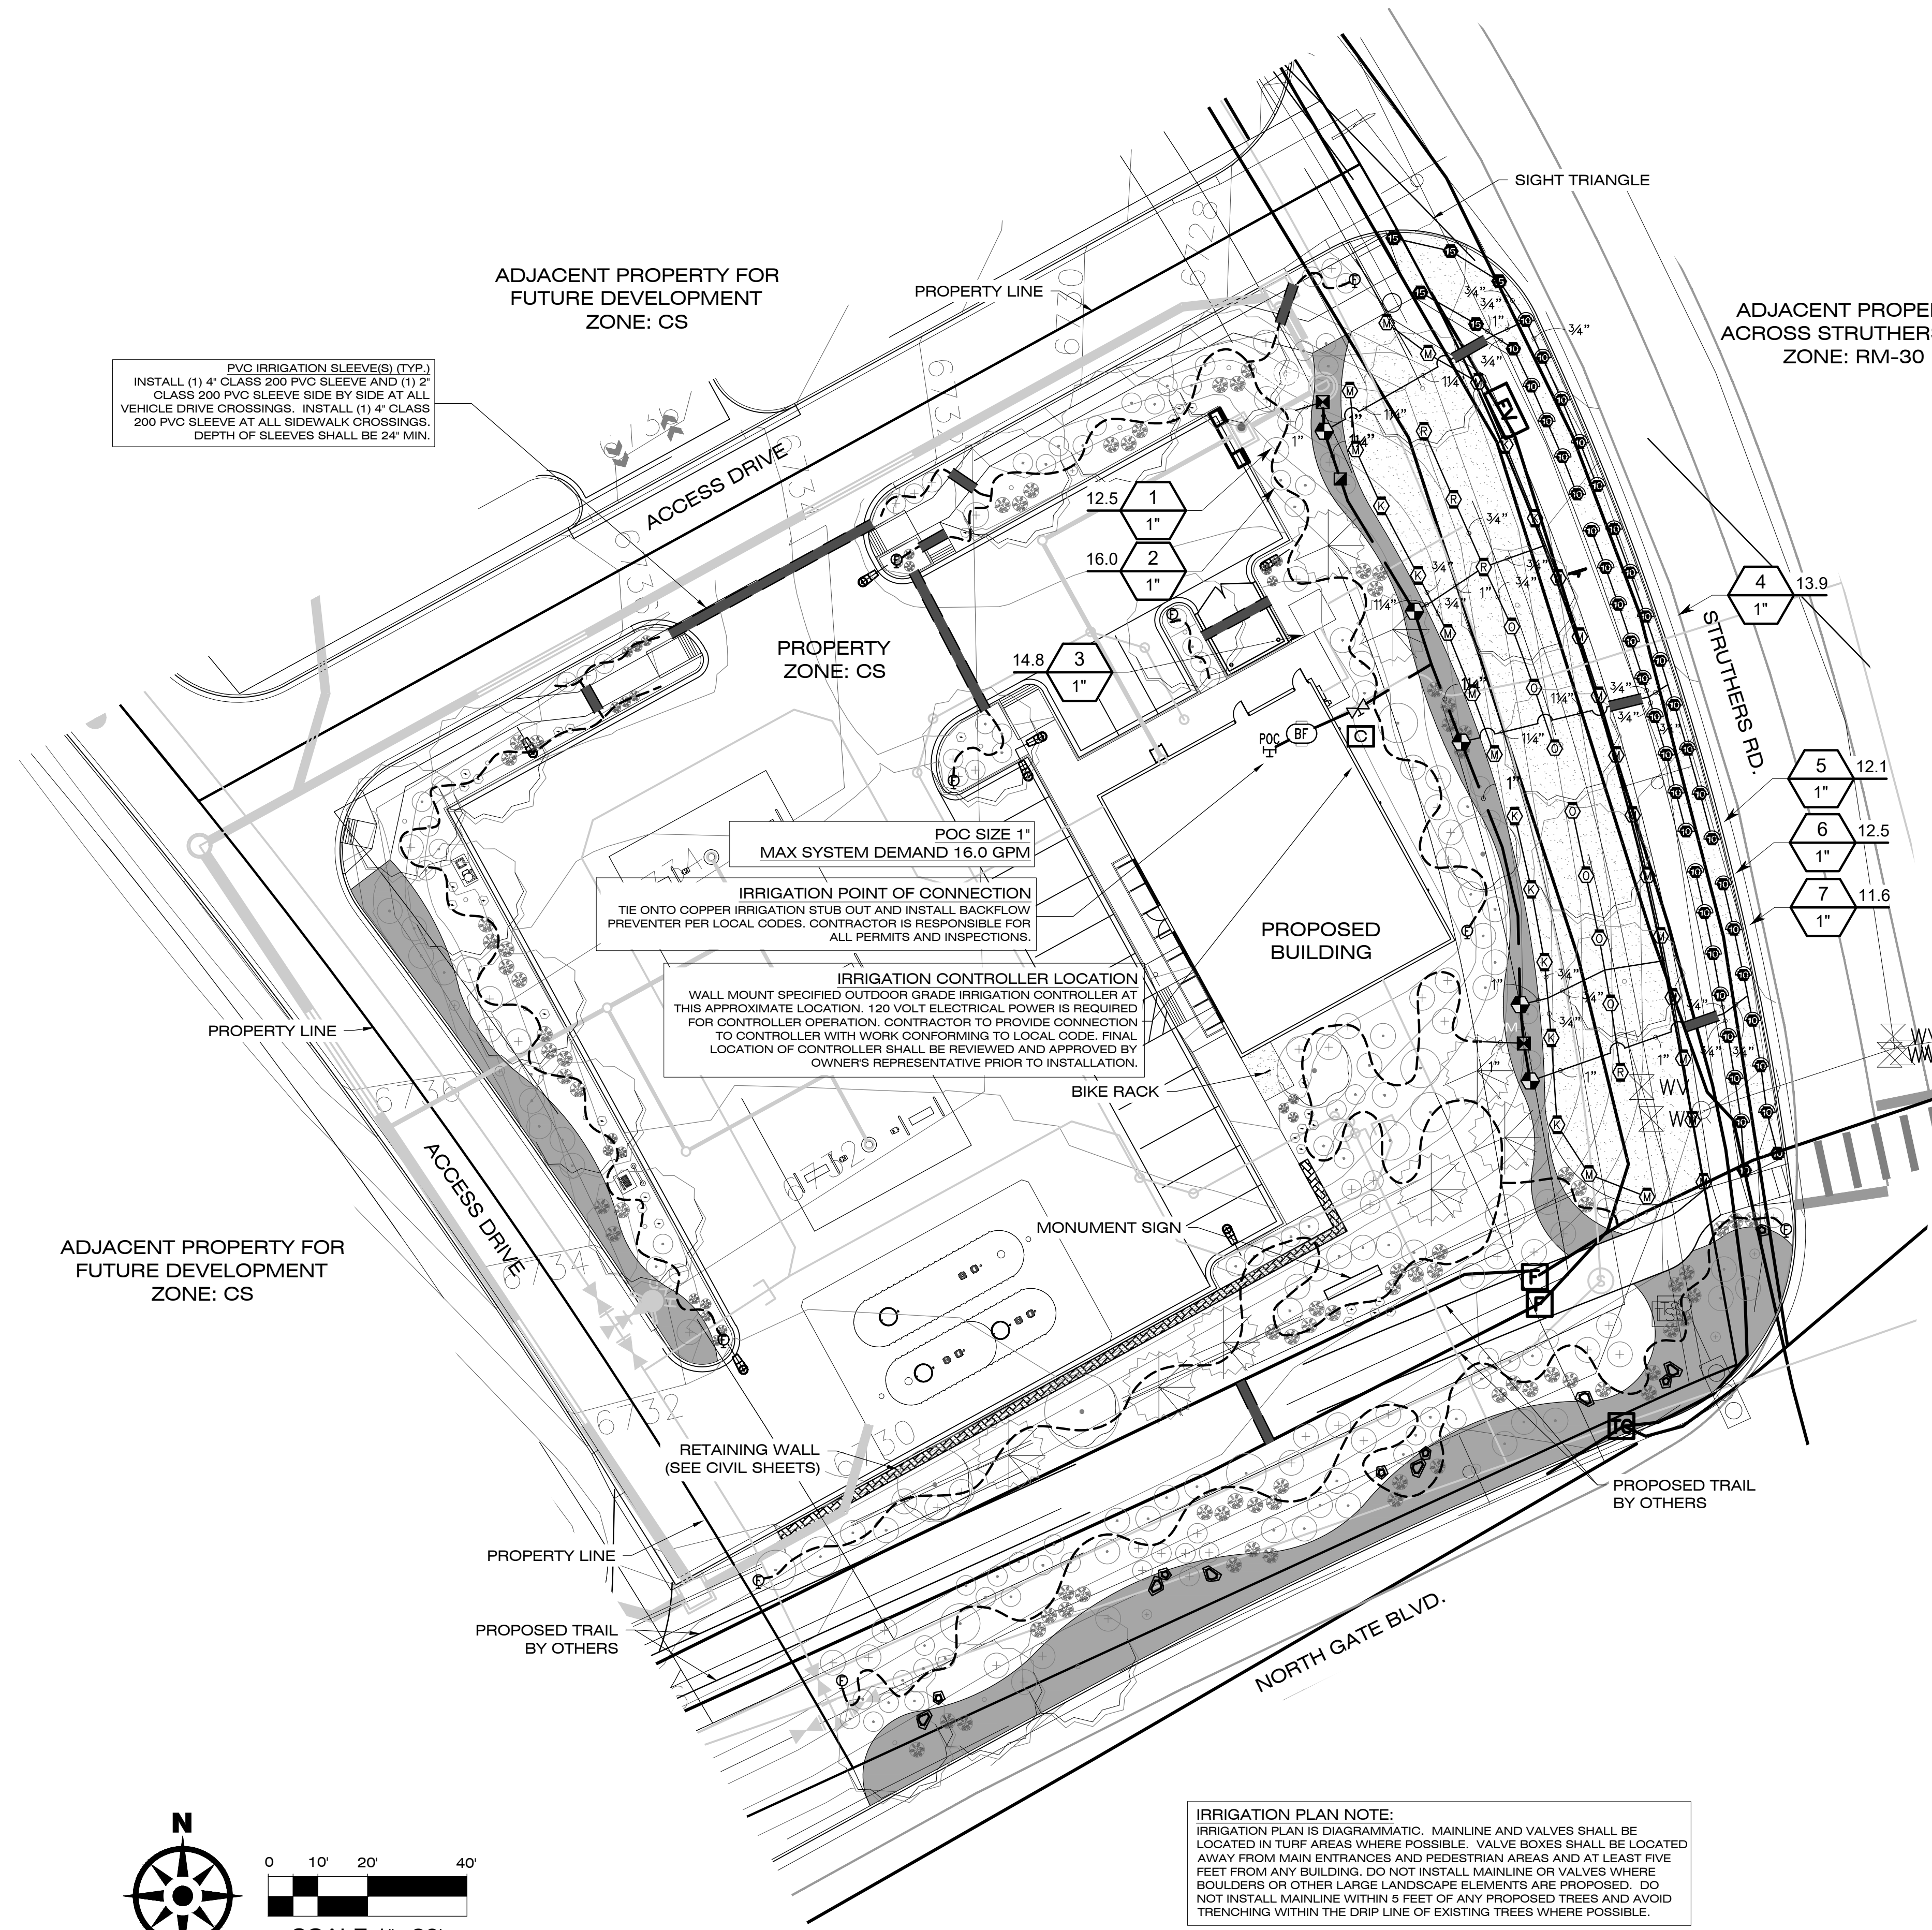 SIGHT TRIANGLE
ADJACENT PROPERTY FOR
FUTURE DEVELOPMENT
ZONE: CS
PROPERTY LINE
ADJACENT PROPE
ACROSS STRUTHER
ZONE: RM-30
PVC IRRIGATION SLEEVE(S) (TYP.)
INSTALL (1) 4" CLASS 200 PVC SLEEVE AND (1) 2"
CLASS 200 PVC SLEEVE SIDE BY SIDE AT ALL
VEHICLE DRIVE CROSSINGS. INSTALL (1) 4" CLASS
200 PVC SLEEVE AT ALL SIDEWALK CROSSINGS.
DEPTH OF SLEEVES SHALL BE 24" MIN.
ACCESS DRIVE
6728
6730
6732
6734
EV
12.5 1
1"
16.0 2
1"
PROPERTY
ZONE: CS
14.8 3
1"
4 13.9
1"
STRUTHERS RD.
POC
BF
C
5 12.1
1"
6 12.5
1"
7 11.6
1"
POC SIZE 1"
MAX SYSTEM DEMAND 16.0 GPM
IRRIGATION POINT OF CONNECTION
TIE ONTO COPPER IRRIGATION STUB OUT AND INSTALL BACKFLOW
PREVENTER PER LOCAL CODES. CONTRACTOR IS RESPONSIBLE FOR
ALL PERMITS AND INSPECTIONS.
PROPOSED
BUILDING
IRRIGATION CONTROLLER LOCATION
WALL MOUNT SPECIFIED OUTDOOR GRADE IRRIGATION CONTROLLER AT
THIS APPROXIMATE LOCATION. 120 VOLT ELECTRICAL POWER IS REQUIRED
FOR CONTROLLER OPERATION. CONTRACTOR TO PROVIDE CONNECTION
TO CONTROLLER WITH WORK CONFORMING TO LOCAL CODE. FINAL
LOCATION OF CONTROLLER SHALL BE REVIEWED AND APPROVED BY
OWNER'S REPRESENTATIVE PRIOR TO INSTALLATION.
PROPERTY LINE
BIKE RACK
WV
6736
ACCESS DRIVE
6732
MONUMENT SIGN
ADJACENT PROPERTY FOR
FUTURE DEVELOPMENT
ZONE: CS
6734
F
F
S
TS
6732
6730
TC
RETAINING WALL
(SEE CIVIL SHEETS)
PROPOSED TRAIL
BY OTHERS
PROPERTY LINE
PROPOSED TRAIL
BY OTHERS
NORTH GATE BLVD.
IRRIGATION PLAN NOTE:
IRRIGATION PLAN IS DIAGRAMMATIC. MAINLINE AND VALVES SHALL BE
LOCATED IN TURF AREAS WHERE POSSIBLE. VALVE BOXES SHALL BE LOCATED
AWAY FROM MAIN ENTRANCES AND PEDESTRIAN AREAS AND AT LEAST FIVE
FEET FROM ANY BUILDING. DO NOT INSTALL MAINLINE OR VALVES WHERE
BOULDERS OR OTHER LARGE LANDSCAPE ELEMENTS ARE PROPOSED. DO
NOT INSTALL MAINLINE WITHIN 5 FEET OF ANY PROPOSED TREES AND AVOID
TRENCHING WITHIN THE DRIP LINE OF EXISTING TREES WHERE POSSIBLE.
N
0 10' 20' 40'